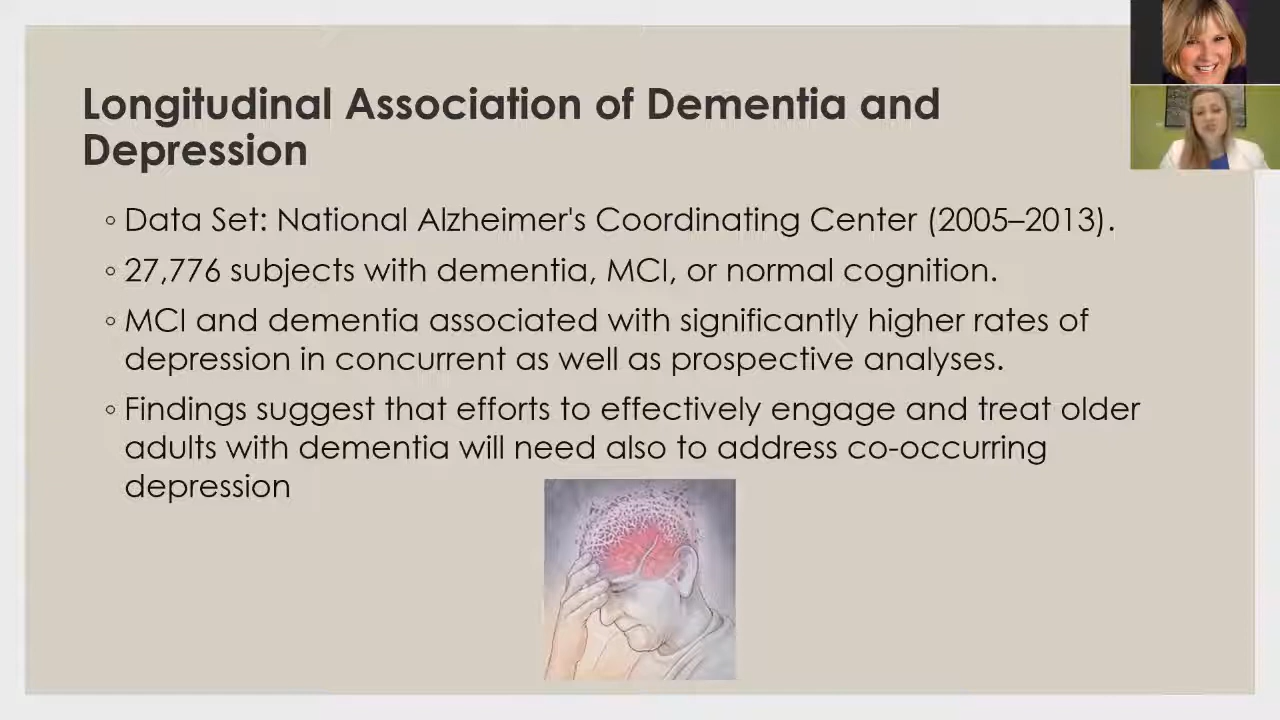 Longitudinal Association of Dementia and
Depression
◦ Data Set: National Alzheimer's Coordinating Center (2005–2013).
◦ 27,776 subjects with dementia, MCI, or normal cognition.
◦ MCI and dementia associated with significantly higher rates of
depression in concurrent as well as prospective analyses.
◦ Findings suggest that efforts to effectively engage and treat older
adults with dementia will need also to address co-occurring
depression